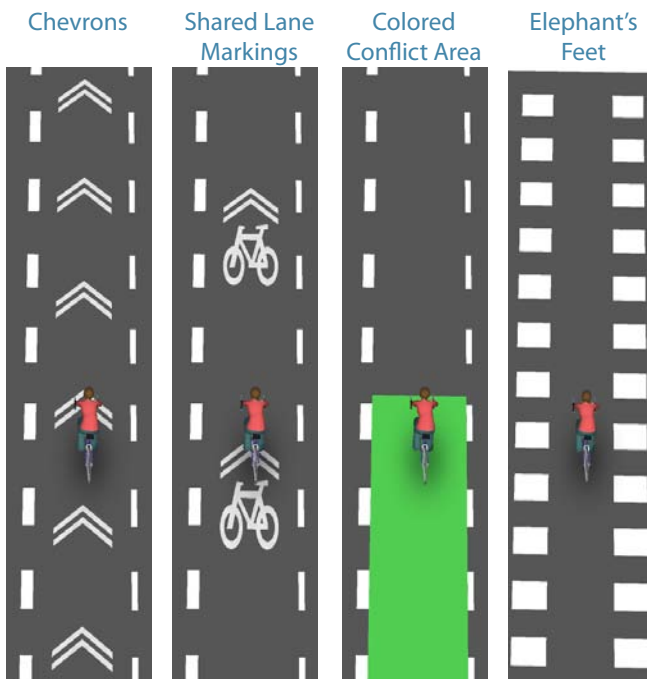 Chevrons
Shared Lane
Markings
Colored
Conflict Area
Elephant's
Feet